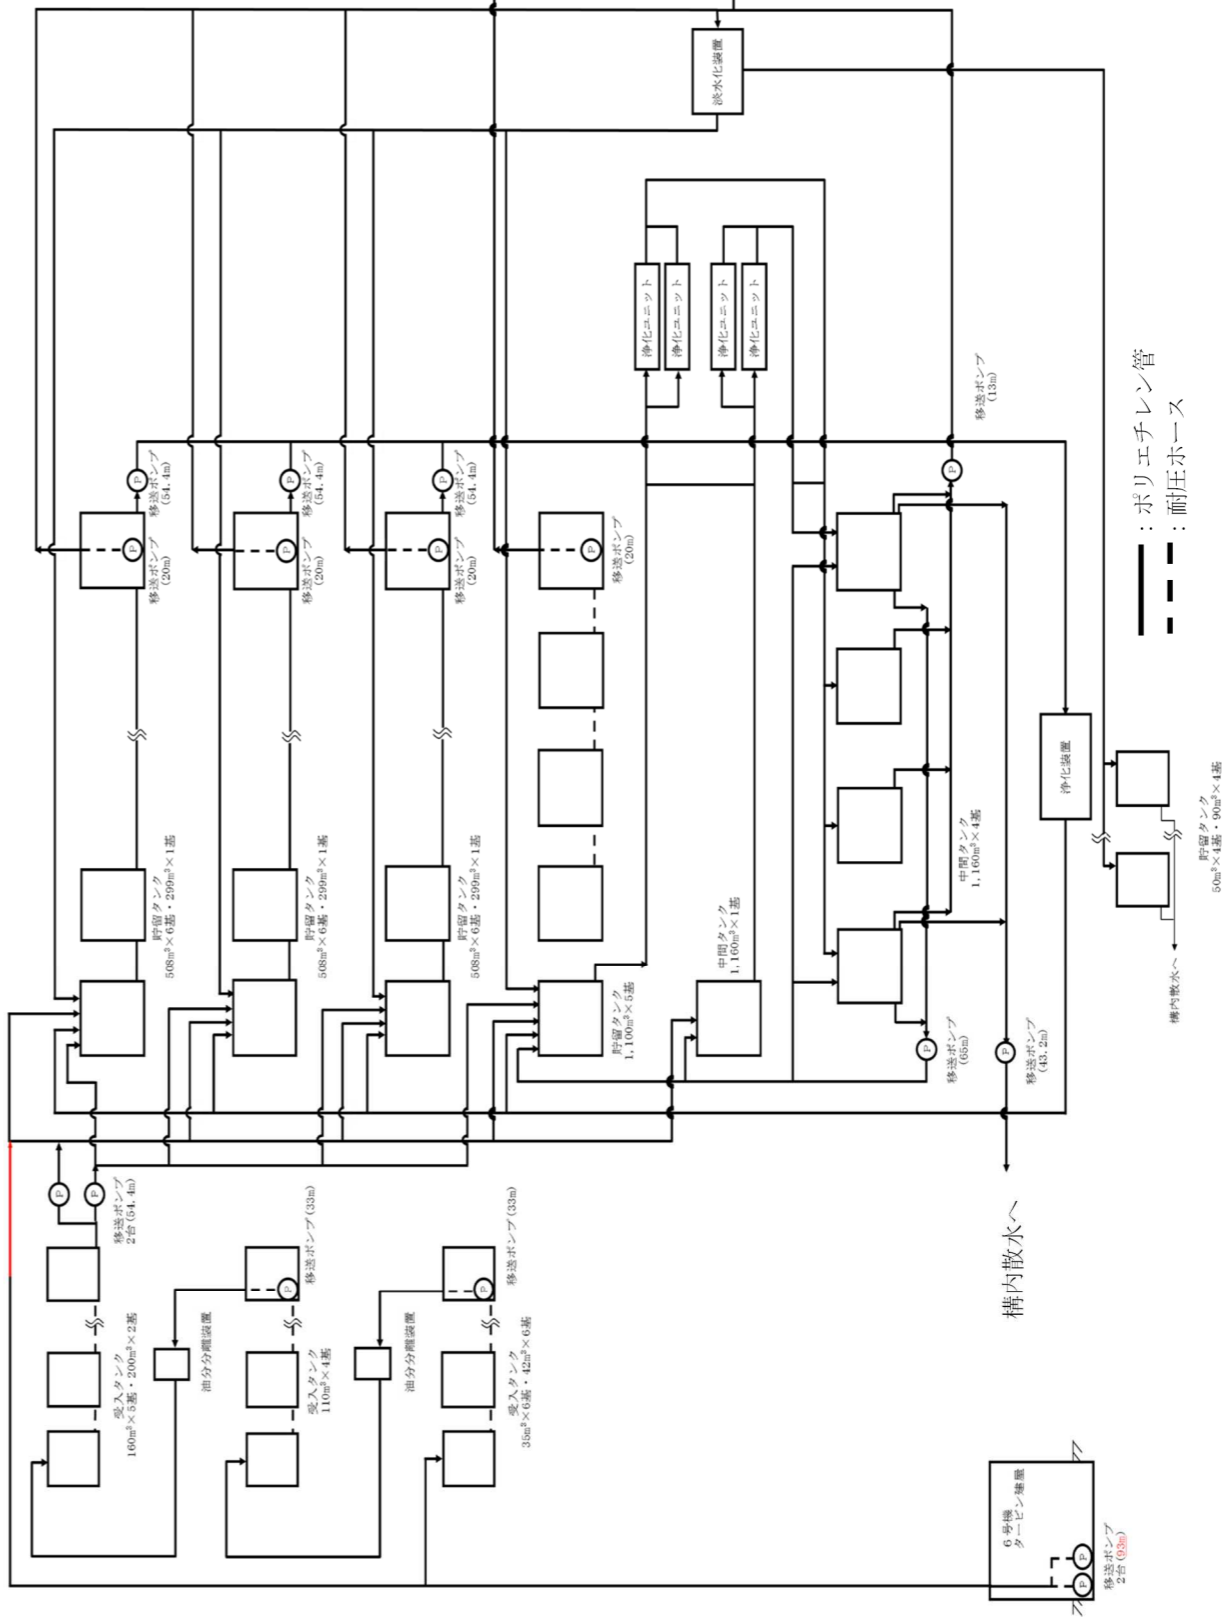 淡水化装置
浄化ユニット
浄化ユニット
浄化ユニット
浄化ユニット
移送ポンプ
(13m)
P
移送ポンプ
(54.4m)
P
移送ポンプ
(20m)
P
移送ポンプ
(54.4m)
P
移送ポンプ
(20m)
P
移送ポンプ
(54.4m)
P
移送ポンプ
(20m)
P
移送ポンプ
(20m)
P
P
貯留タンク
508m³×6基・299m³×1基
貯留タンク
508m³×6基・299m³×1基
貯留タンク
508m³×6基・299m³×1基
貯留タンク
1,100m³×5基
中間タンク
1,160m³×1基
中間タンク
1,160m³×4基
浄化装置
貯留タンク
50m³×4基・90m³×4基
構内散水へ
移送ポンプ
(65m)
P
移送ポンプ
(43.2m)
P
構内散水へ
P
P
移送ポンプ
2台(54.4m)
受入タンク
160m³×5基・200m³×2基
油分分離装置
移送ポンプ(33m)
P
受入タンク
110m³×4基
油分分離装置
移送ポンプ(33m)
P
受入タンク
35m³×6基・42m³×6基
6号機
タービン建屋
P
P
移送ポンプ
2台(93m)
:ポリエチレン管
:耐圧ホース